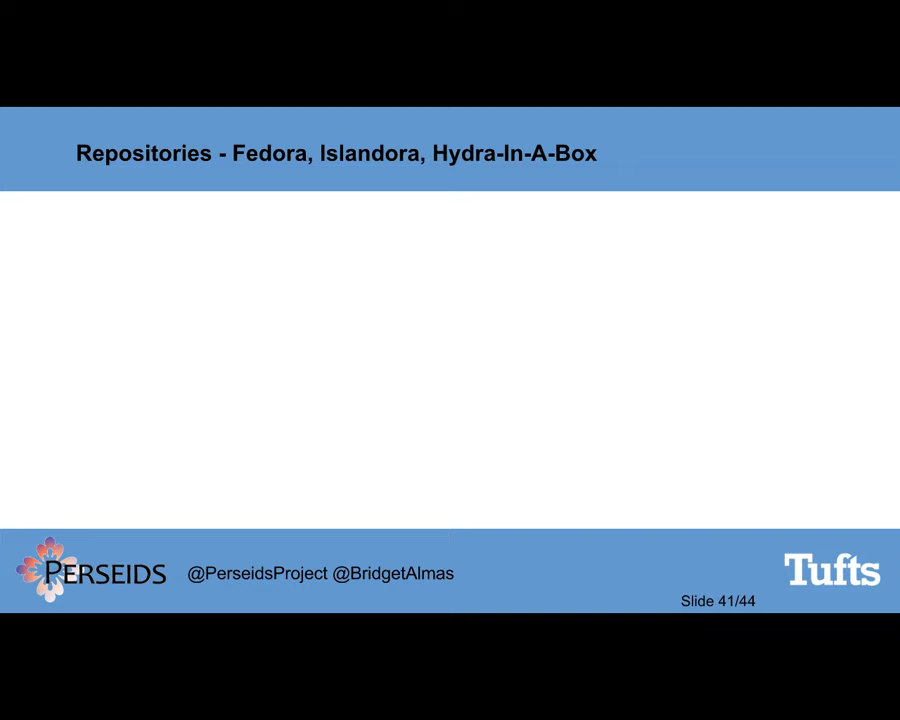 Repositories - Fedora, Islandora, Hydra-In-A-Box
PERSEIDS
@PerseidsProject @BridgetAlmas
Tufts
Slide 41/44